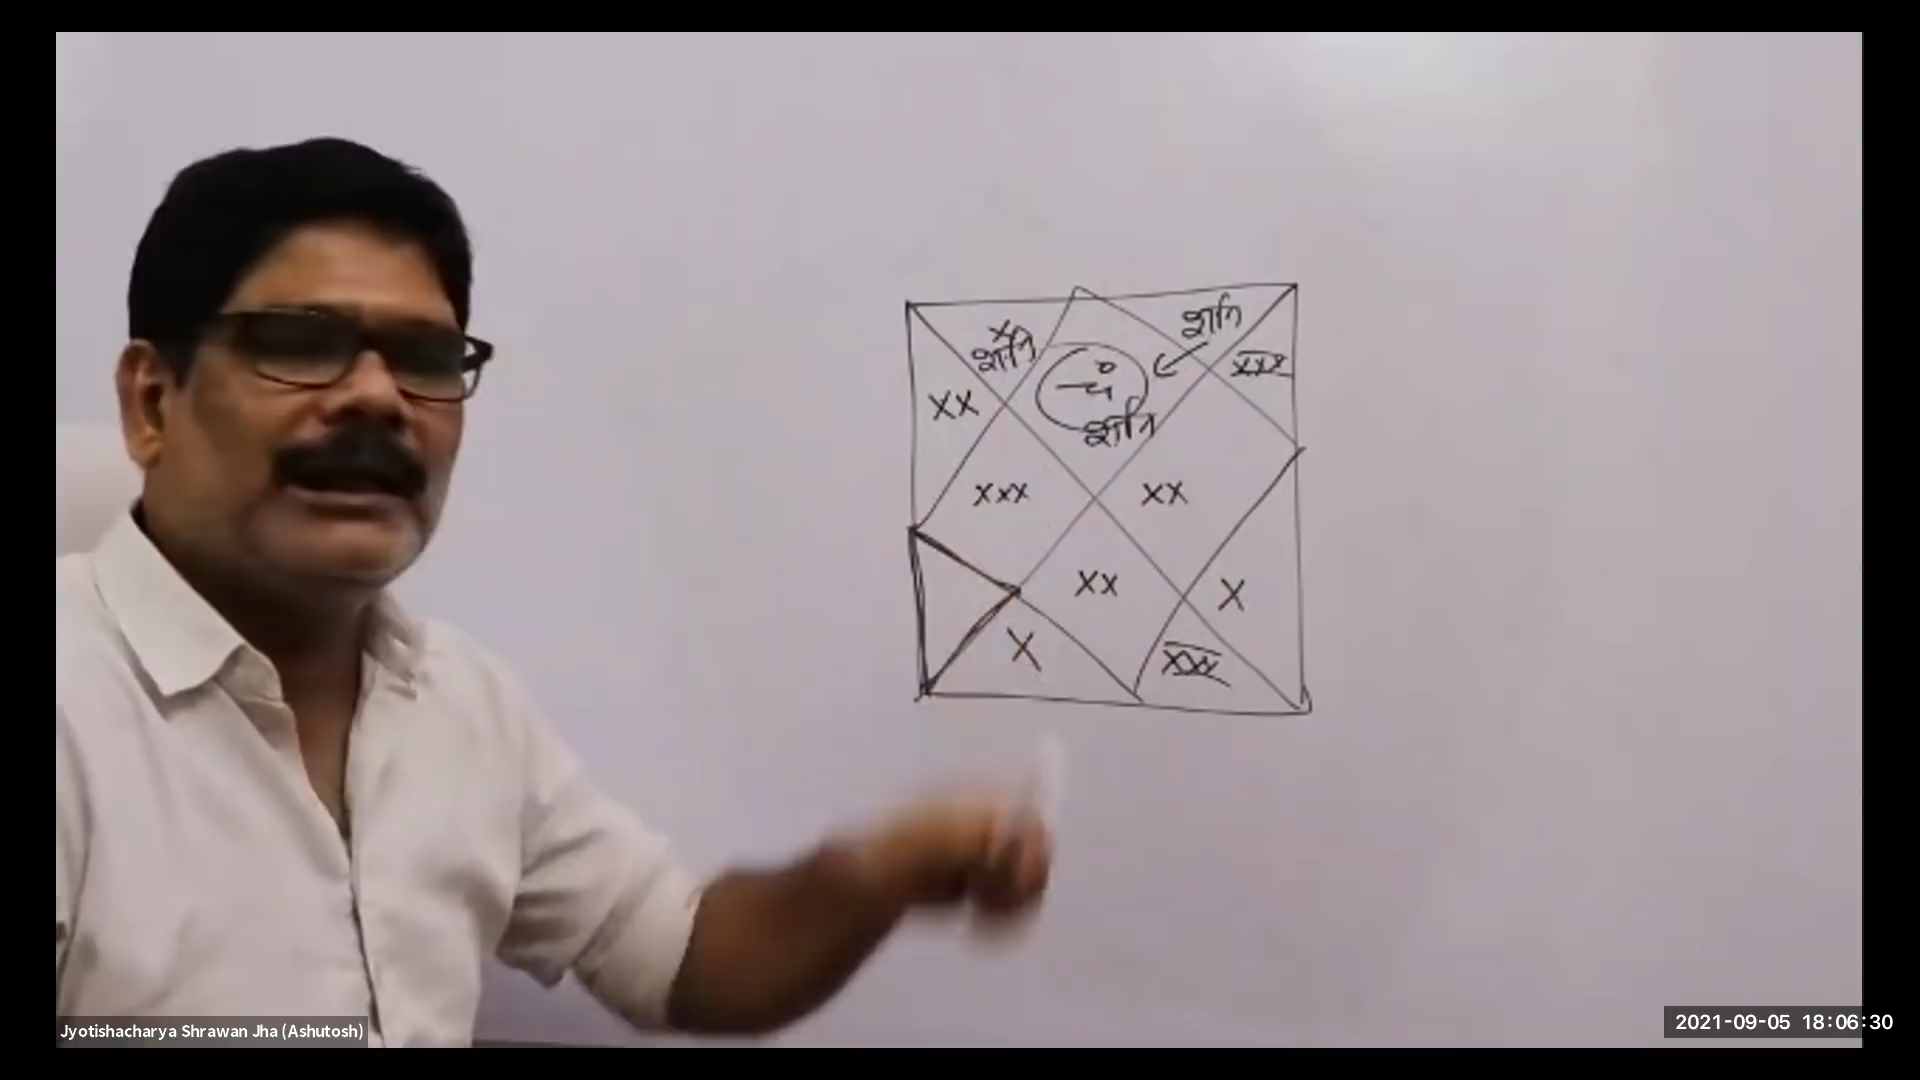 शनि
x
शनि
xxx
चं
xx
शनि
xxx
xx
xx
x
x
xxx
Jyotishacharya Shrawan Jha (Ashutosh)
2021-09-05 18:06:30